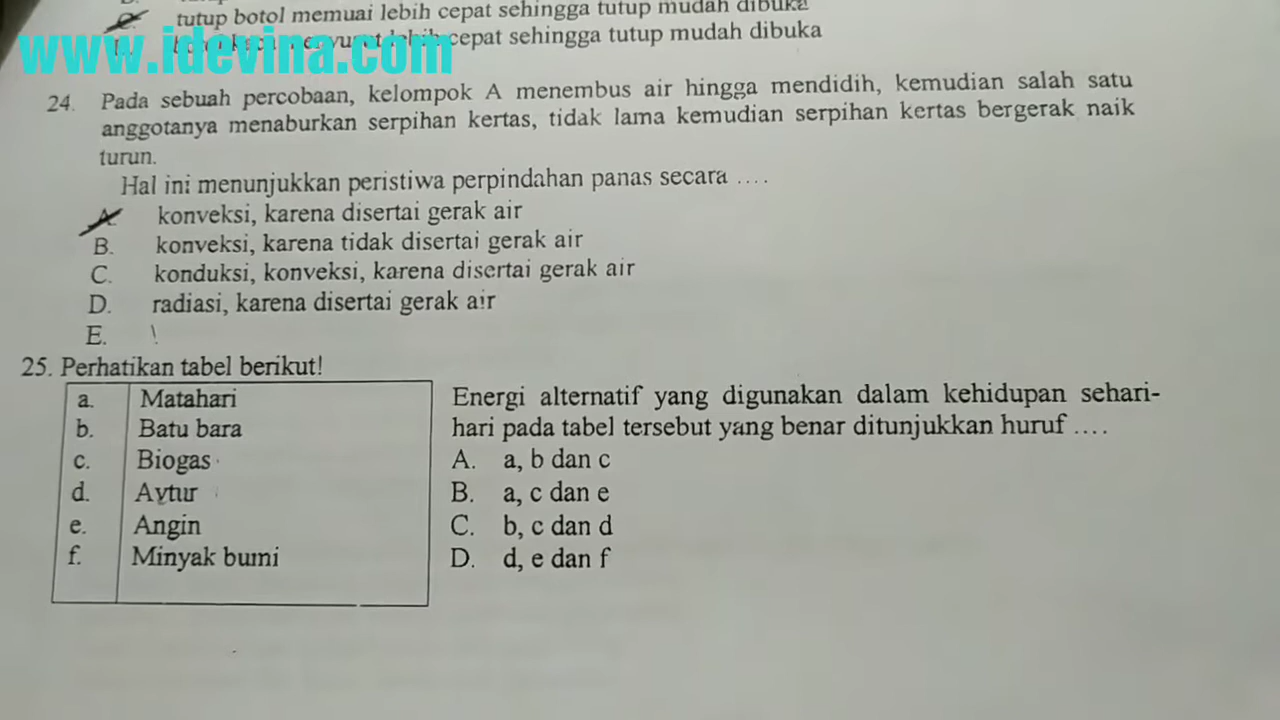 tutup botol memuai lebih cepat sehingga tutup mudah dibuka
www.idevina.com
cepat sehingga tutup mudah dibuka
24. Pada sebuah percobaan, kelompok A menembus air hingga mendidih, kemudian salah satu
anggotanya menaburkan serpihan kertas, tidak lama kemudian serpihan kertas bergerak naik
turun.
Hal ini menunjukkan peristiwa perpindahan panas secara ....
A. konveksi, karena disertai gerak air
B. konveksi, karena tidak disertai gerak air
C. konduksi, konveksi, karena disertai gerak air
D. radiasi, karena disertai gerak air
E. \
25. Perhatikan tabel berikut!
a. Matahari
b. Batu bara
c. Biogas
d. Avtur
e. Angin
f. Minyak bumi
Energi alternatif yang digunakan dalam kehidupan sehari-
hari pada tabel tersebut yang benar ditunjukkan huruf ....
A. a, b dan c
B. a, c dan e
C. b, c dan d
D. d, e dan f